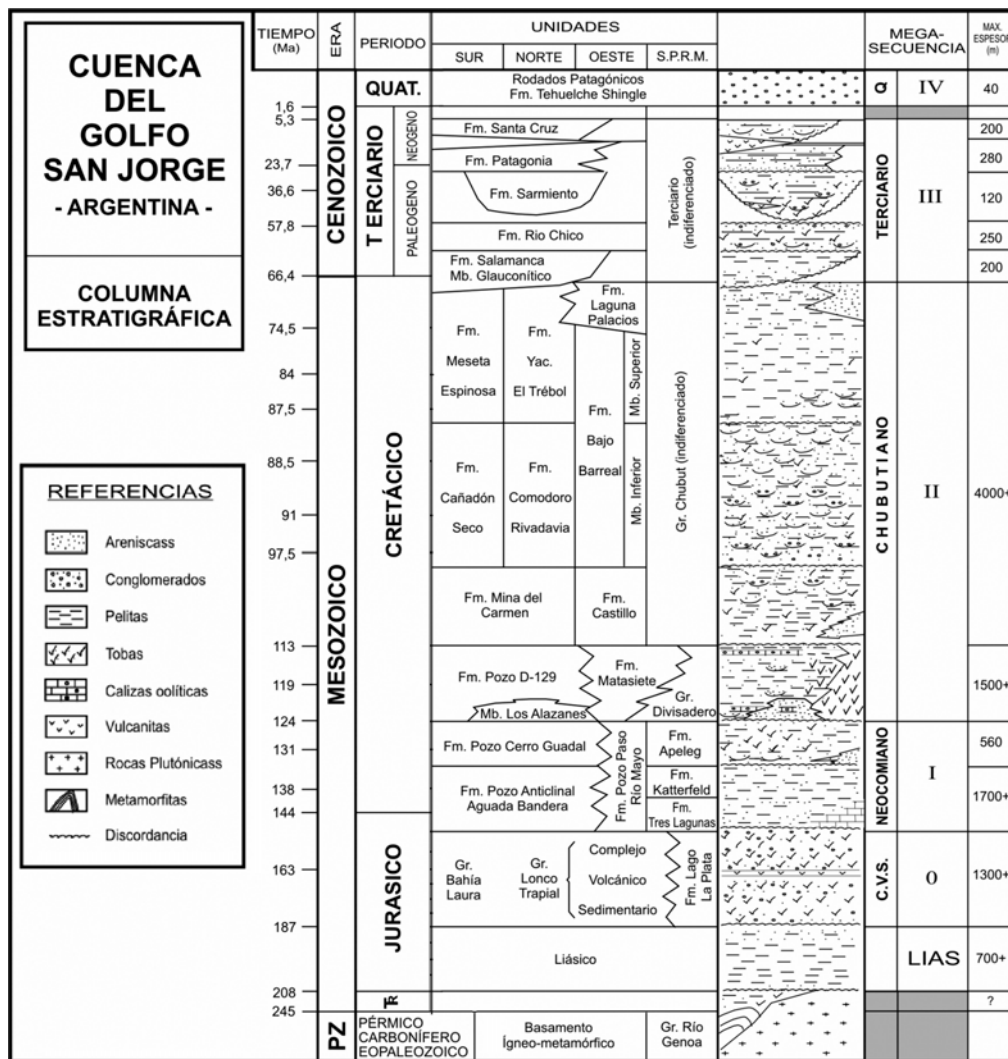 CUENCA
DEL
GOLFO
SAN JORGE
- ARGENTINA -
COLUMNA
ESTRATIGRÁFICA
REFERENCIAS
Areniscass
Conglomerados
Pelitas
Tobas
Calizas oolíticas
Vulcanitas
Rocas Plutónicass
Metamorfitas
Discordancia
TIEMPO
(Ma)
ERA
PERIODO
UNIDADES
SUR
NORTE
OESTE
S.P.R.M.
MEGA-
SECUENCIA
MAX.
ESPESOR
(m)
1,6
5,3
23,7
36,6
57,8
66,4
74,5
84
87,5
88,5
91
97,5
113
119
124
131
138
144
163
187
208
245
CENOZOICO
MESOZOICO
PZ
QUAT.
TERCIARIO
NEOGENO
PALEOGENO
CRETÁCICO
JURASICO
TR
PÉRMICO
CARBONÍFERO
EOPALEOZOICO
Rodados Patagónicos
Fm. Tehuelche Shingle
Fm. Santa Cruz
Fm. Patagonia
Fm. Sarmiento
Fm. Rio Chico
Fm. Salamanca
Mb. Glauconítico
Terciario
(indiferenciado)
Fm.
Meseta
Espinosa
Fm.
Yac.
El Trébol
Fm.
Laguna
Palacios
Fm.
Bajo
Barreal
Mb. Superior
Mb. Inferior
Gr. Chubut (indiferenciado)
Fm.
Cañadón
Seco
Fm.
Comodoro
Rivadavia
Fm. Mina del
Carmen
Fm.
Castillo
Fm. Pozo D-129
Mb. Los Alazanes
Fm.
Matasiete
Gr.
Divisadero
Fm. Pozo Cerro Guadal
Fm. Pozo Paso
Río Mayo
Fm.
Apeleg
Fm. Pozo Anticlinal
Aguada Bandera
Fm.
Katterfeld
Fm.
Tres Lagunas
Gr.
Bahía
Laura
Gr.
Lonco
Trapial
Complejo
Volcánico
Sedimentario
Fm. Lago
La Plata
Liásico
Basamento
Ígneo-metamórfico
Gr. Río
Genoa
Q
IV
40
TERCIARIO
III
200
280
120
250
200
CHUBUTIANO
II
4000+
1500+
NEOCOMIANO
I
560
1700+
C.V.S.
0
1300+
LIAS
700+
?